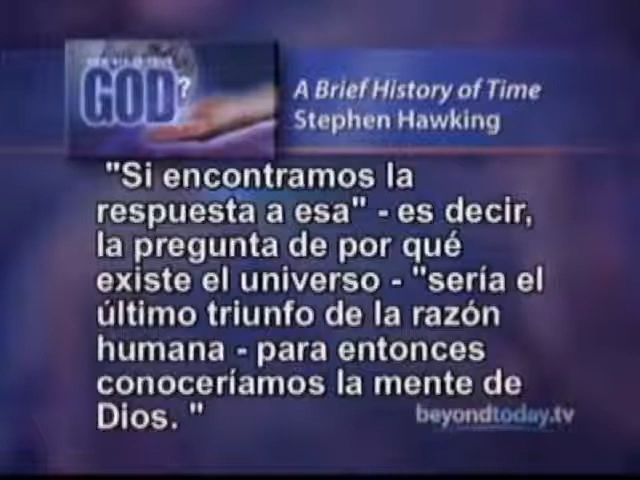 GOD?
A Brief History of Time
Stephen Hawking
"Si encontramos la
respuesta a esa" - es decir,
la pregunta de por qué
existe el universo - "sería el
último triunfo de la razón
humana - para entonces
conoceríamos la mente de
Dios. "
beyondtoday.tv